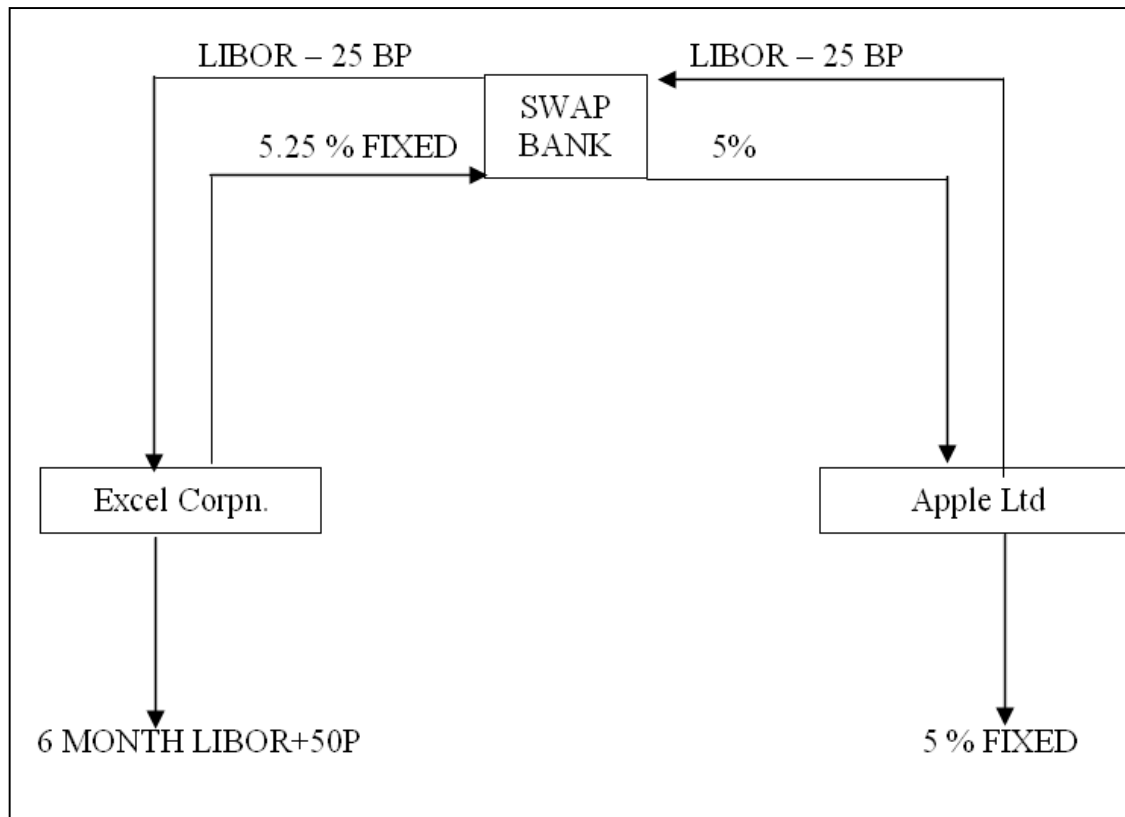 LIBOR – 25 BP
LIBOR – 25 BP
SWAP
BANK
5.25 % FIXED
5%
Excel Corpn.
Apple Ltd
6 MONTH LIBOR+50P
5 % FIXED